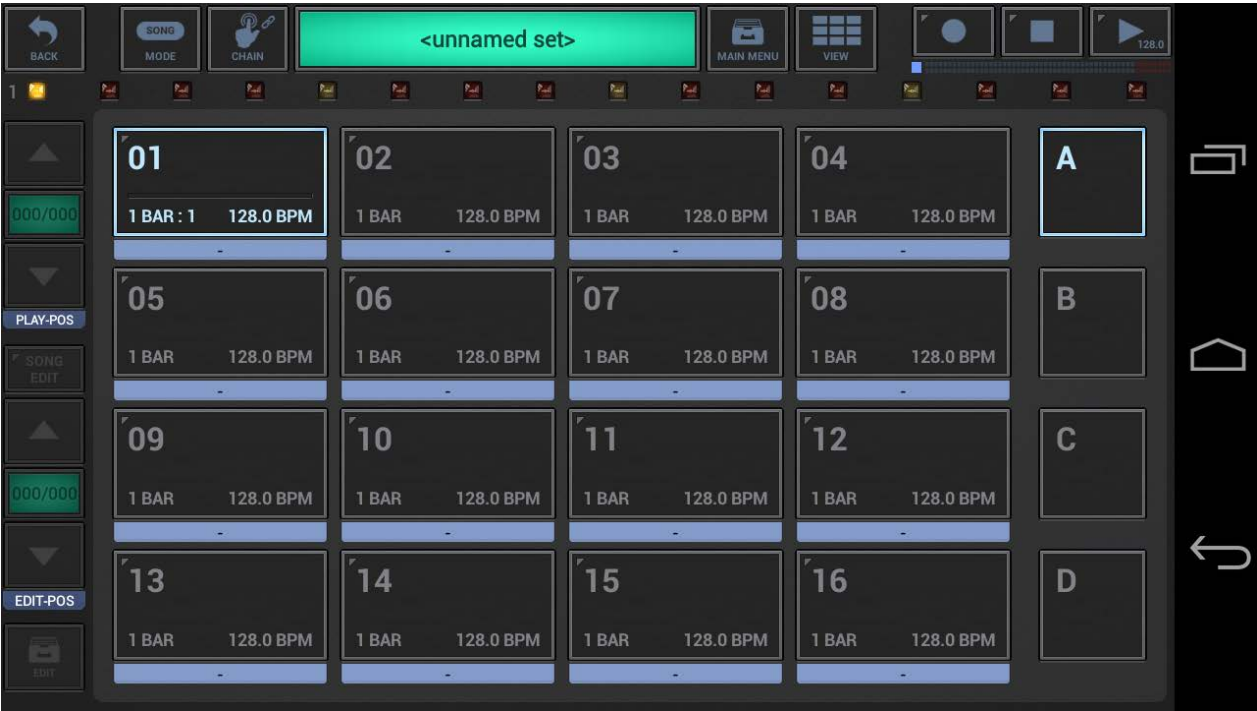 BACK
SONG
MODE
CHAIN
<unnamed set>
MAIN MENU
VIEW
128.0
1
01
1 BAR : 1 128.0 BPM
-
02
1 BAR 128.0 BPM
-
03
1 BAR 128.0 BPM
-
04
1 BAR 128.0 BPM
-
A
000/000
PLAY-POS
05
1 BAR 128.0 BPM
-
06
1 BAR 128.0 BPM
-
07
1 BAR 128.0 BPM
-
08
1 BAR 128.0 BPM
-
B
SONG
EDIT
09
1 BAR 128.0 BPM
-
10
1 BAR 128.0 BPM
-
11
1 BAR 128.0 BPM
-
12
1 BAR 128.0 BPM
-
C
000/000
EDIT-POS
13
1 BAR 128.0 BPM
-
14
1 BAR 128.0 BPM
-
15
1 BAR 128.0 BPM
-
16
1 BAR 128.0 BPM
-
D
EDIT